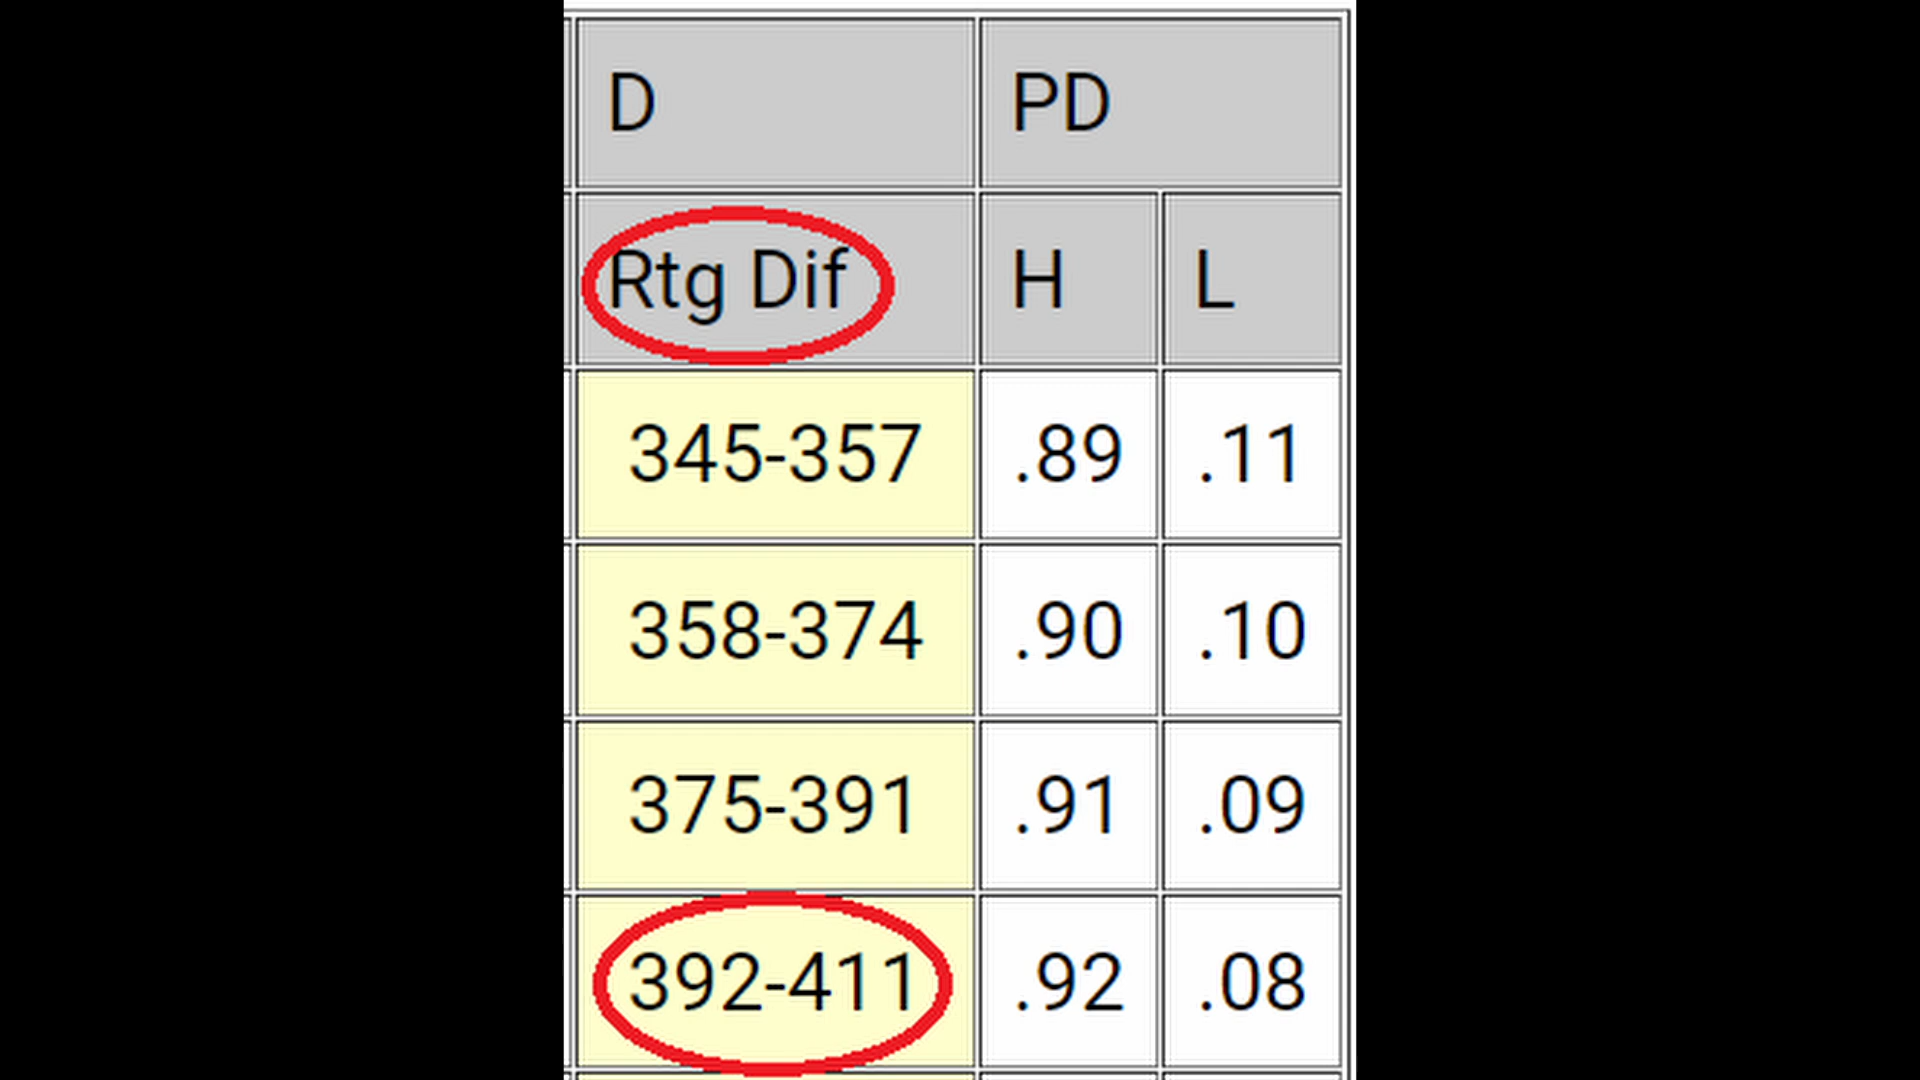 D PD
Rtg Dif H L
345-357 .89 .11
358-374 .90 .10
375-391 .91 .09
392-411 .92 .08